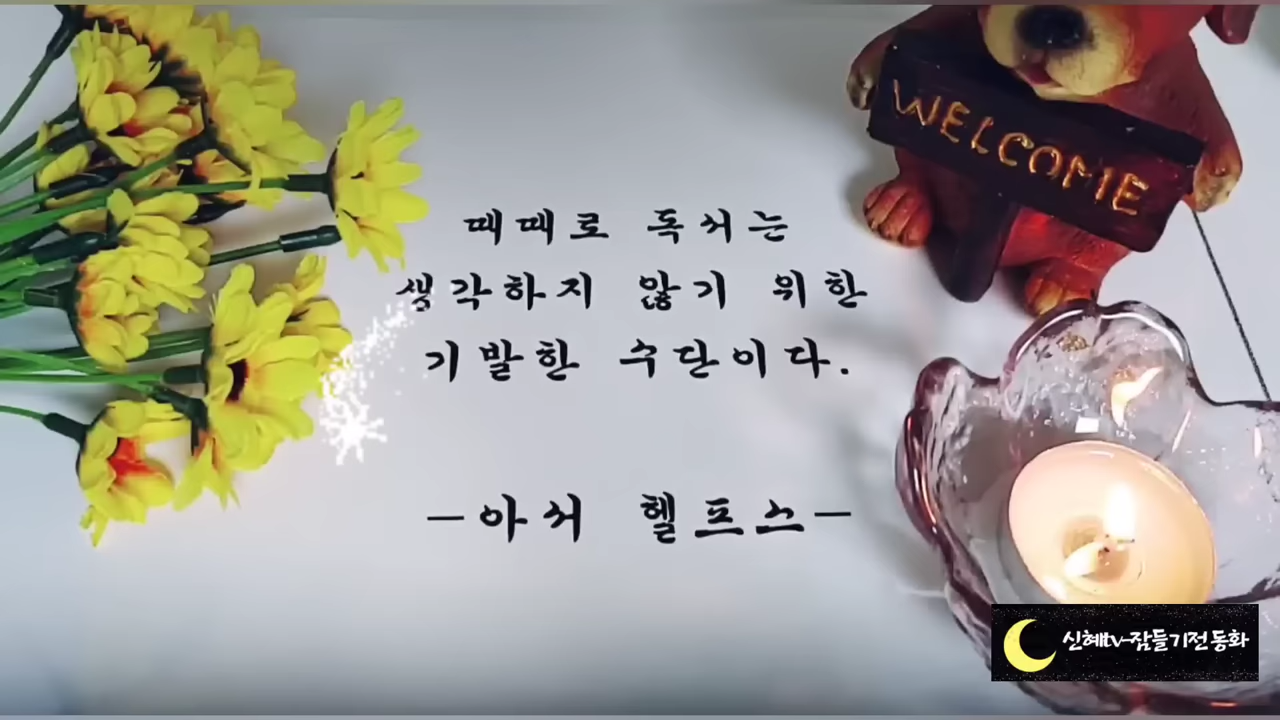 WELCOME
때때로 독서는
생각하지 않기 위한
기발한 수단이다.
-아서 헬프스-
신혜tv-잠들기전동화